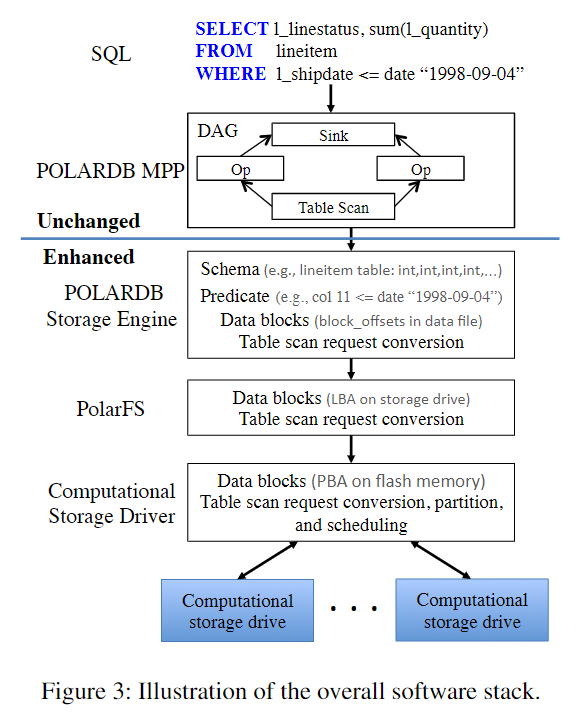 SQL
SELECT l_linestatus, sum(l_quantity)
FROM lineitem
WHERE l_shipdate <= date “1998-09-04”
POLARDB MPP
DAG
Sink
Op
Op
Table Scan
Unchanged
Enhanced
POLARDB
Storage Engine
Schema (e.g., lineitem table: int,int,int,int,...)
Predicate (e.g., col 11 <= date “1998-09-04”)
Data blocks (block_offsets in data file)
Table scan request conversion
PolarFS
Data blocks (LBA on storage drive)
Table scan request conversion
Computational
Storage Driver
Data blocks (PBA on flash memory)
Table scan request conversion, partition,
and scheduling
Computational
storage drive
. . .
Computational
storage drive
Figure 3: Illustration of the overall software stack.